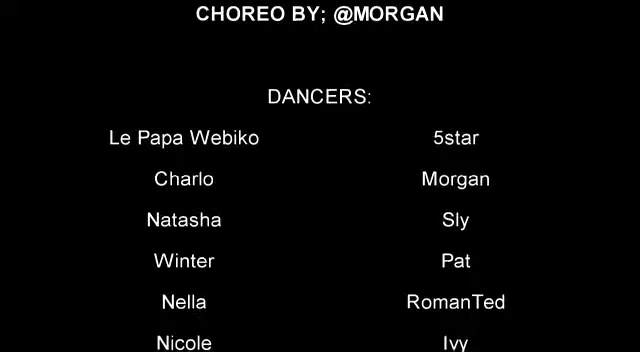 CHOREO BY; @MORGAN
DANCERS:
Le Papa Webiko 5star
Charlo Morgan
Natasha Sly
Winter Pat
Nella RomanTed
Nicole Ivy